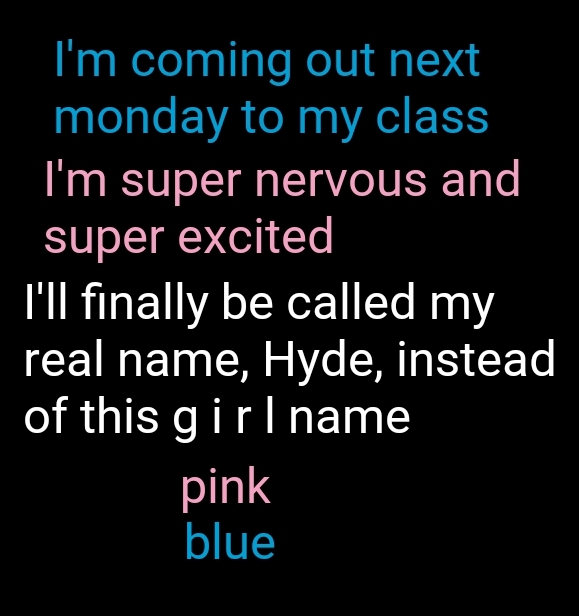 I'm coming out next
monday to my class
I'm super nervous and
super excited
I'll finally be called my
real name, Hyde, instead
of this g i r l name
pink
blue